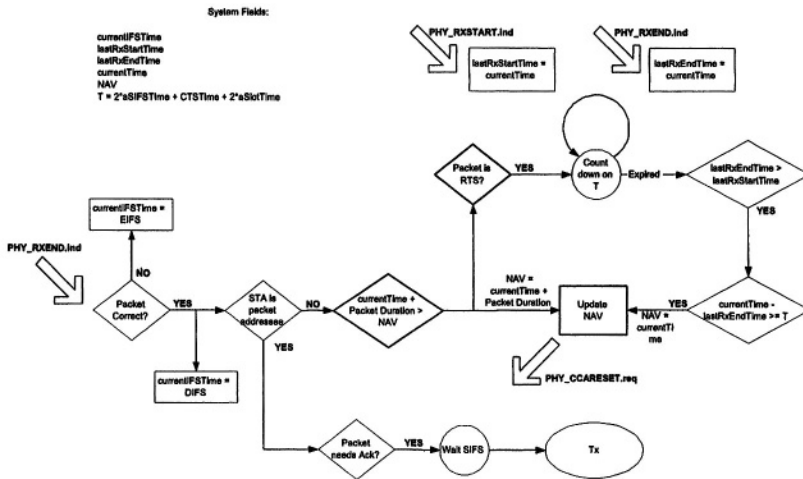 System Fields:
currentIFSTime
lastRxStartTime
lastRxEndTime
currentTime
NAV
T = 2*aSIFSTime + CTSTime + 2*aSlotTime
PHY_RXSTART.ind
lastRxStartTime =
currentTime
PHY_RXEND.ind
lastRxEndTime =
currentTime
Packet is
RTS?
YES
Count
down on
T
Expired
lastRxEndTime >
lastRxStartTime
YES
currentIFSTime =
EIFS
PHY_RXEND.ind
NO
Packet
Correct?
YES
STA is
packet
addressee
NO
currentTime +
Packet Duration >
NAV
NAV =
currentTime +
Packet Duration
Update
NAV
YES
NAV =
currentTi
me
currentTime -
lastRxEndTime >= T
YES
currentIFSTime =
DIFS
PHY_CCARESET.req
Packet
needs Ack?
YES
Wait SIFS
Tx